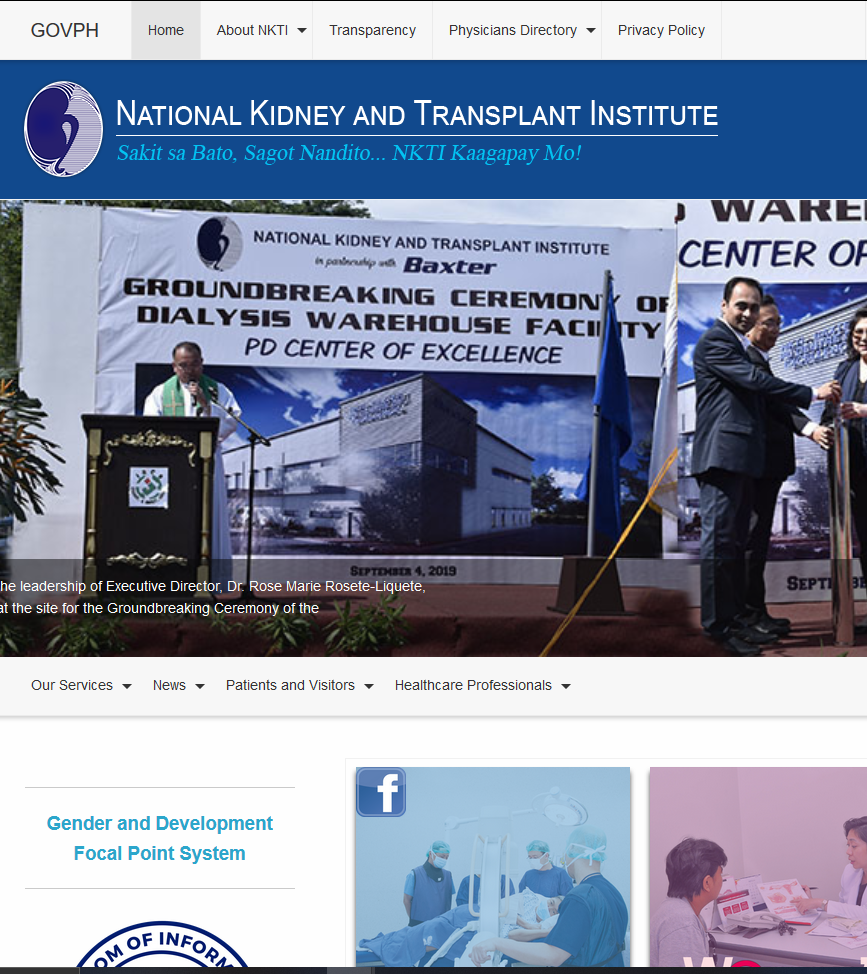 GOVPH
Home
About NKTI
Transparency
Physicians Directory
Privacy Policy
NATIONAL KIDNEY AND TRANSPLANT INSTITUTE
Sakit sa Bato, Sagot Nandito... NKTI Kaagapay Mo!
NATIONAL KIDNEY AND TRANSPLANT INSTITUTE
in partnership with Baxter
GROUNDBREAKING CEREMONY OF
DIALYSIS WAREHOUSE FACILITY
PD CENTER OF EXCELLENCE
SEPTEMBER 4, 2019
WARE
CENTER OF
SEPTE
he leadership of Executive Director, Dr. Rose Marie Rosete-Liquete,
at the site for the Groundbreaking Ceremony of the
Our Services
News
Patients and Visitors
Healthcare Professionals
Gender and Development
Focal Point System
f
OM OF INFORM